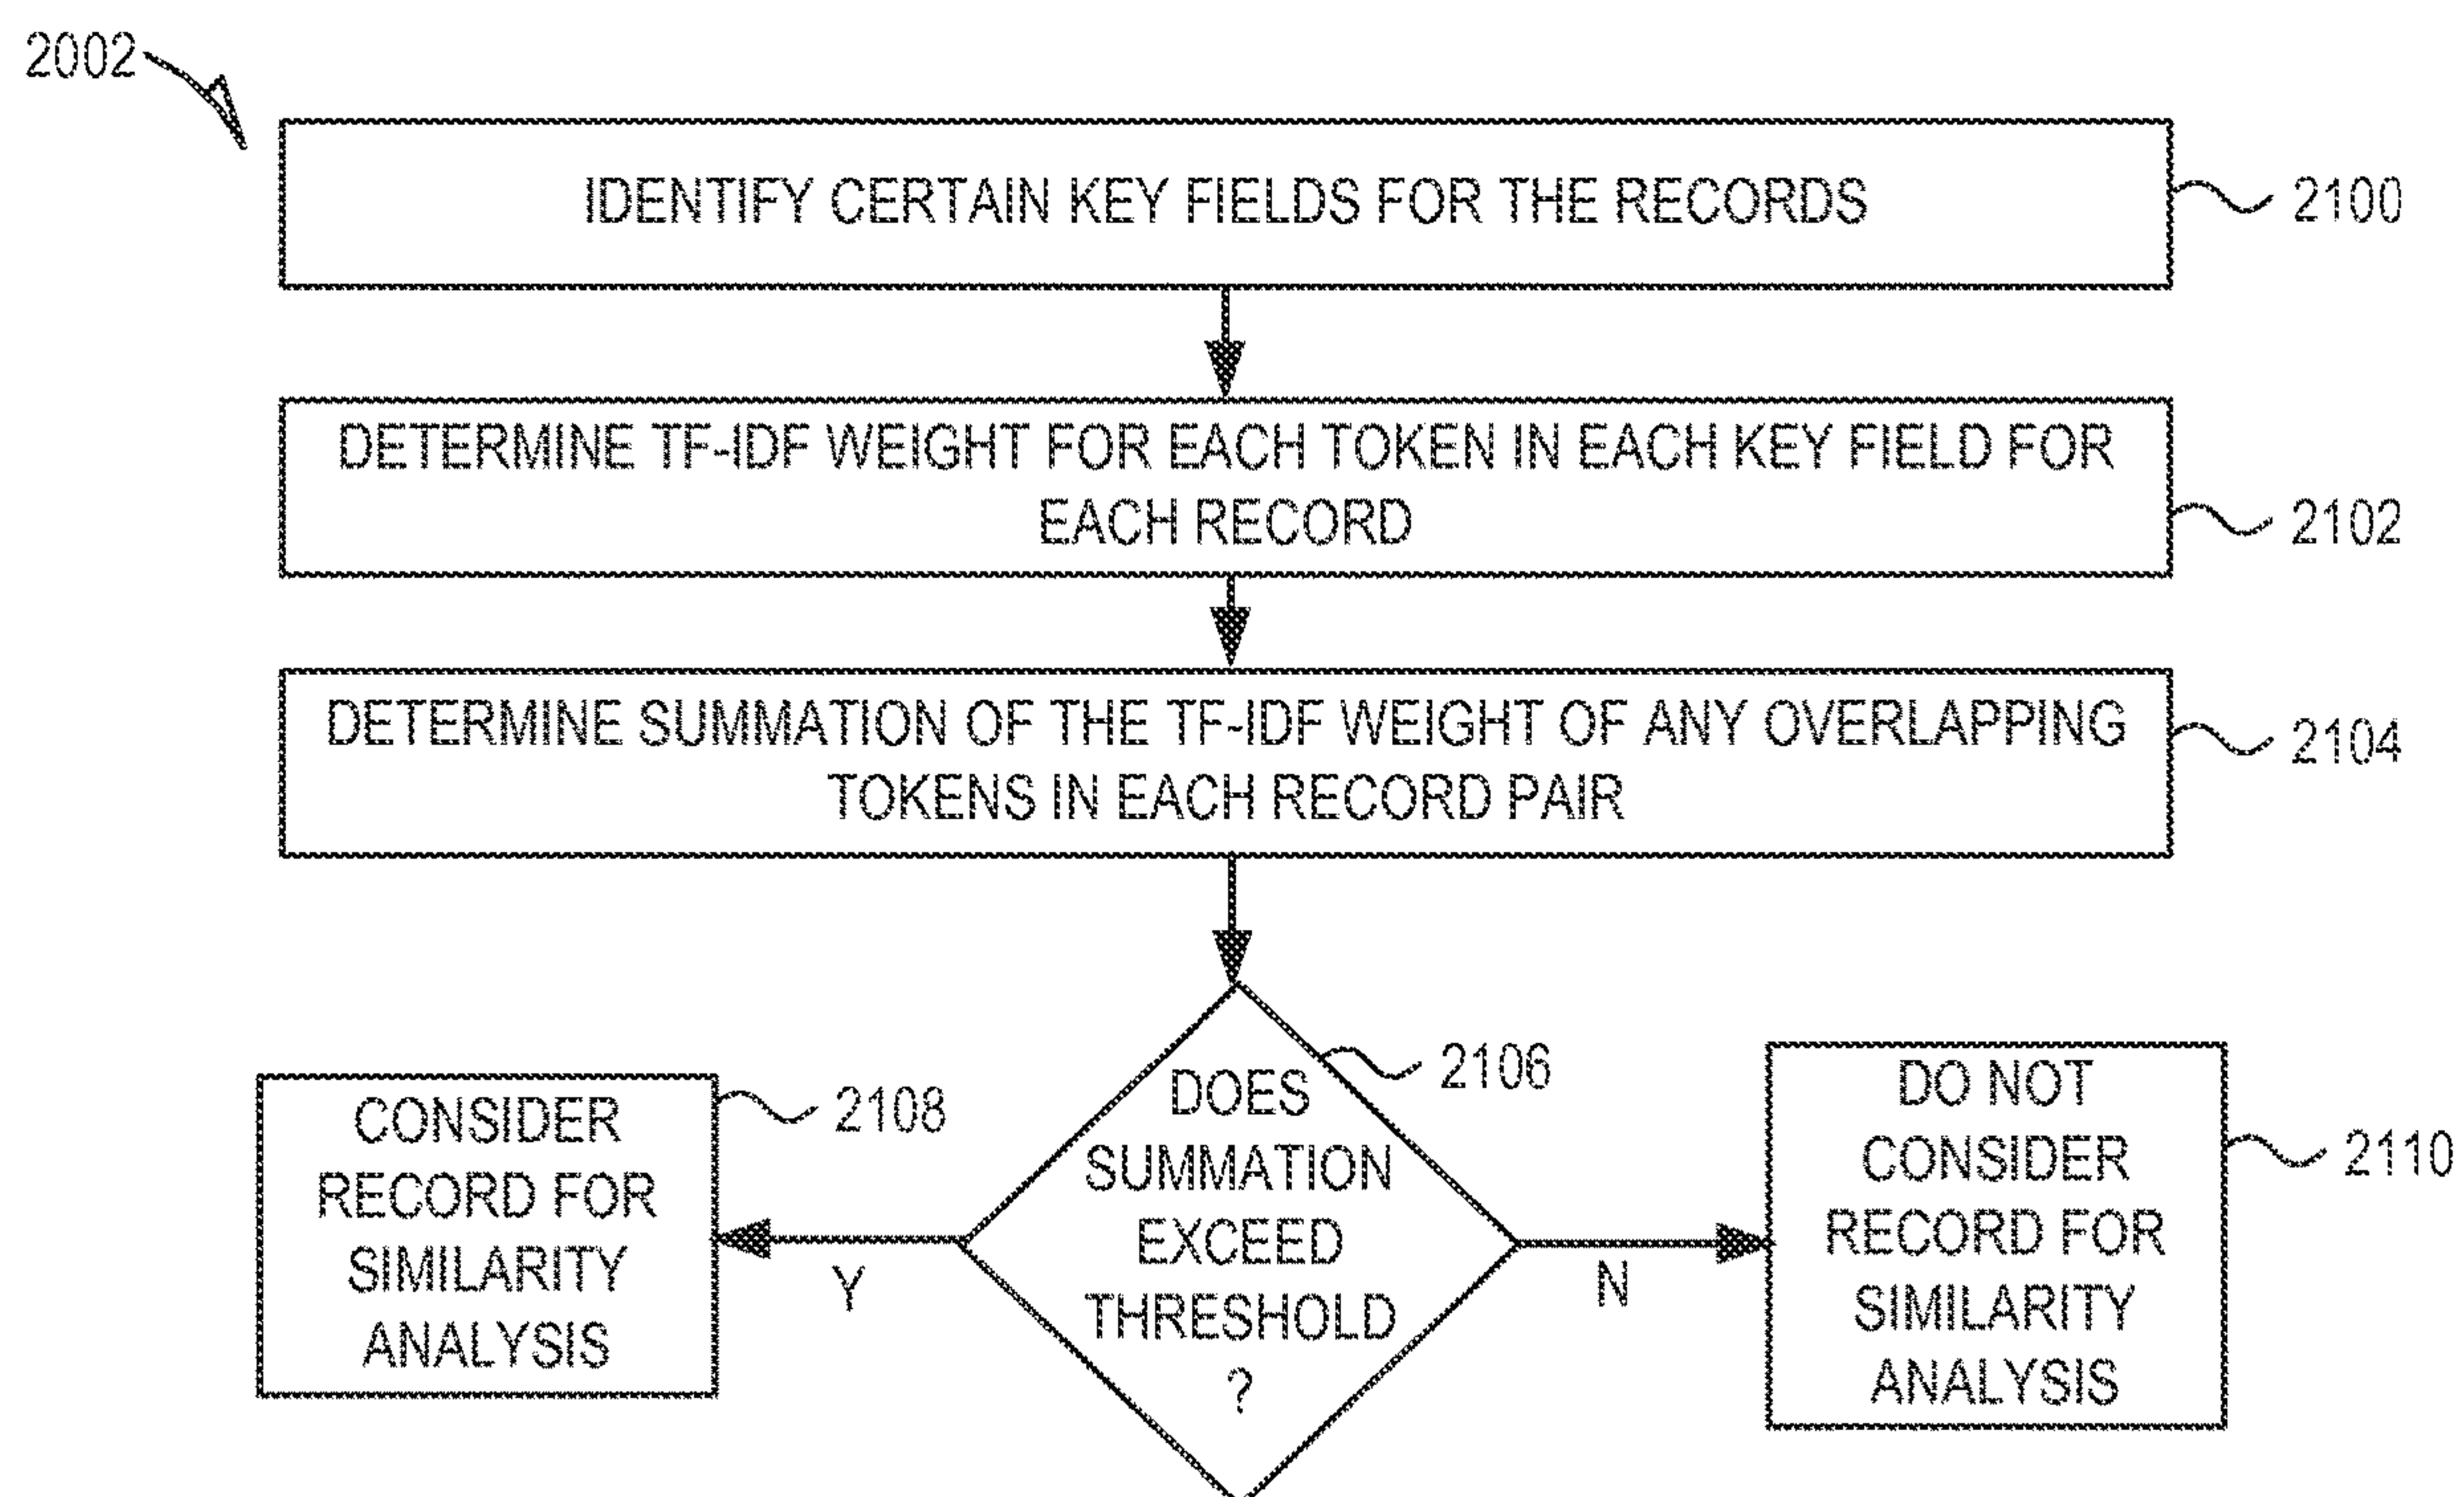 2002
IDENTIFY CERTAIN KEY FIELDS FOR THE RECORDS
2100
DETERMINE TF-IDF WEIGHT FOR EACH TOKEN IN EACH KEY FIELD FOR
EACH RECORD
2102
DETERMINE SUMMATION OF THE TF-IDF WEIGHT OF ANY OVERLAPPING
TOKENS IN EACH RECORD PAIR
2104
CONSIDER
RECORD FOR
SIMILARITY
ANALYSIS
2108
Y
DOES
SUMMATION
EXCEED
THRESHOLD
?
2106
N
DO NOT
CONSIDER
RECORD FOR
SIMILARITY
ANALYSIS
2110